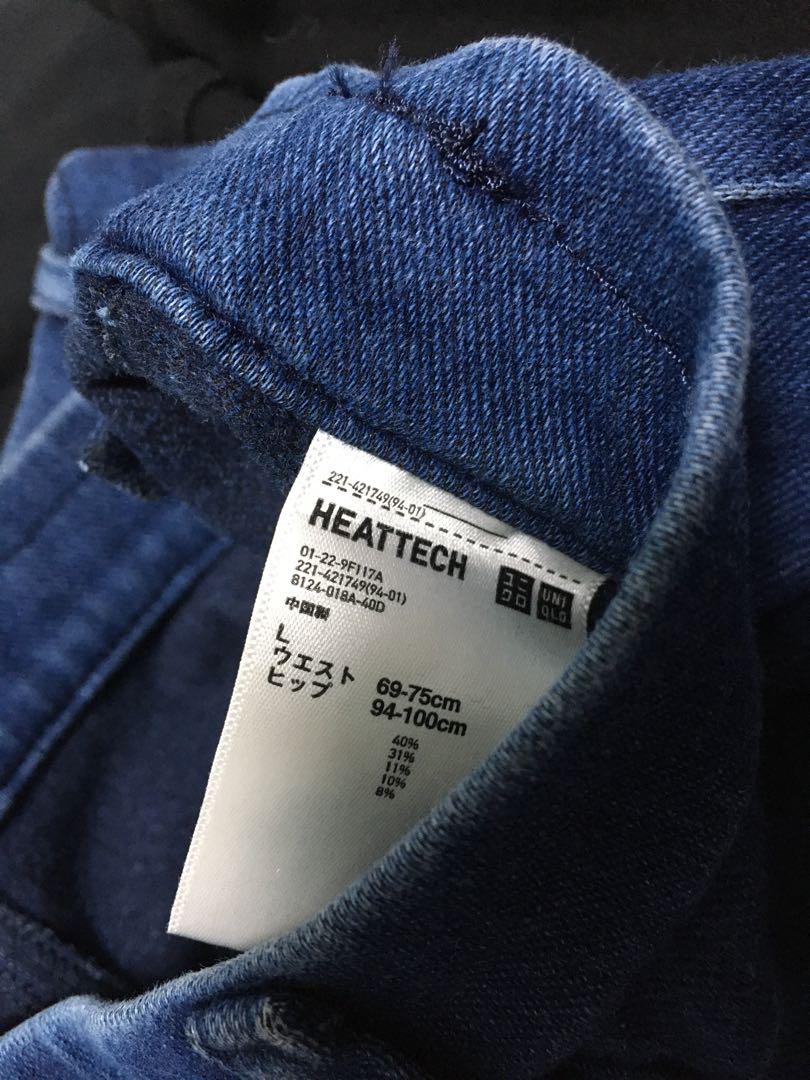 221-421749(94-01)
HEATTECH
ユニクロ
UNIQLO
01-22-9F117A
221-421749(94-01)
8124-018A-40D
中国製
L
ウエスト 69-75cm
ヒップ 94-100cm
40%
31%
11%
10%
8%